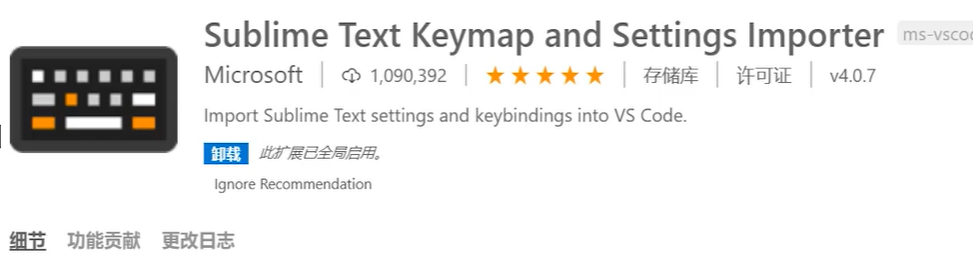 Sublime Text Keymap and Settings Importer ms-vsco
Microsoft 1,090,392 存储库 许可证 v4.0.7
Import Sublime Text settings and keybindings into VS Code.
卸载 此扩展已全局启用。
Ignore Recommendation
细节 功能贡献 更改日志